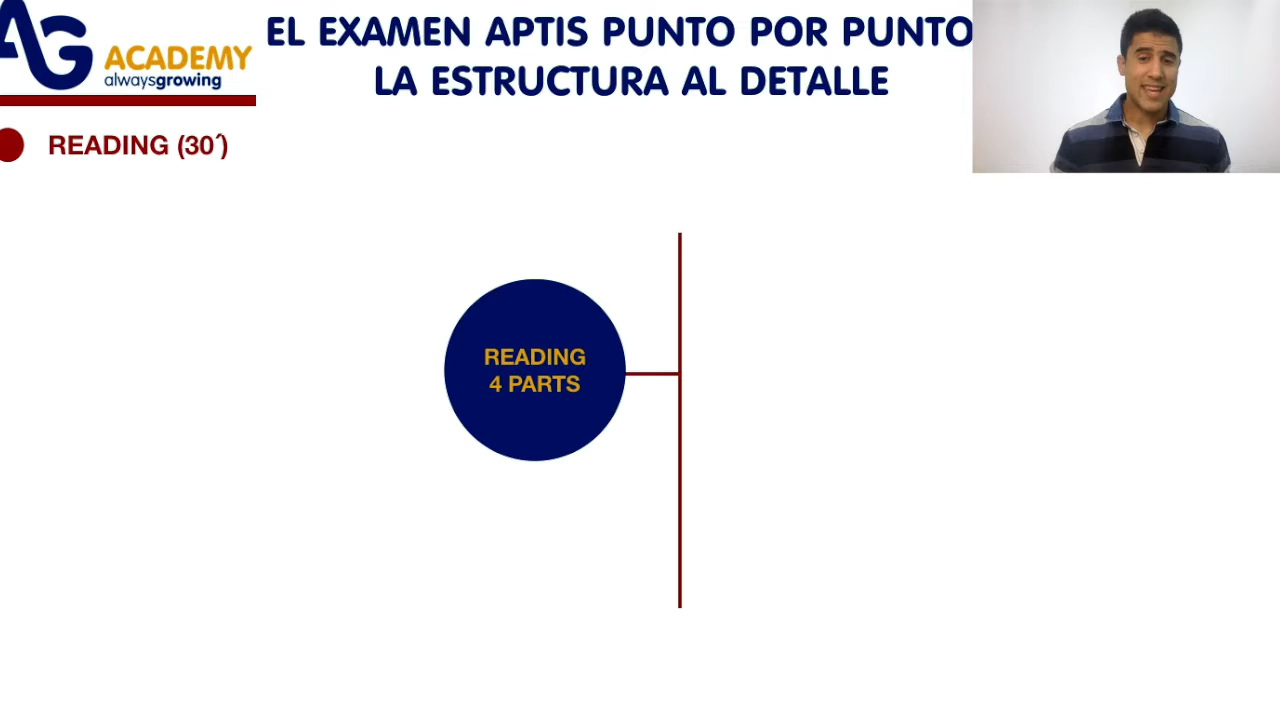 AG
ACADEMY
alwaysgrowing
EL EXAMEN APTIS PUNTO POR PUNTO
LA ESTRUCTURA AL DETALLE
READING (30´)
READING
4 PARTS